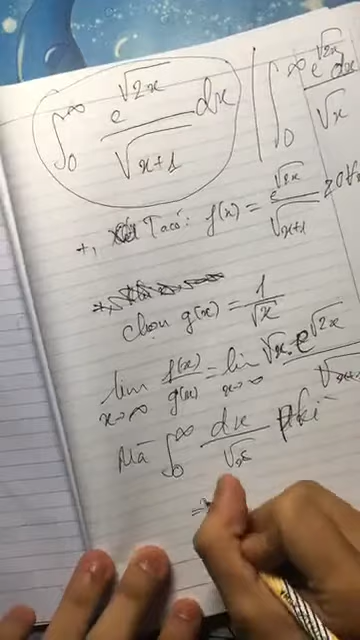 ∫₀^∞ e^√2x / √x+1 dx | ∫₀^∞ e^√2x dx / √x
+, Ta có: f(x) = e^√2x / √x+1 ≥ 0
chọn g(x) = 1 / √x
lim x→∞ f(x) / g(x) = lim x→∞ √x . e^√2x / √x+1
Mà ∫₀^∞ dx / √x pkì
=>